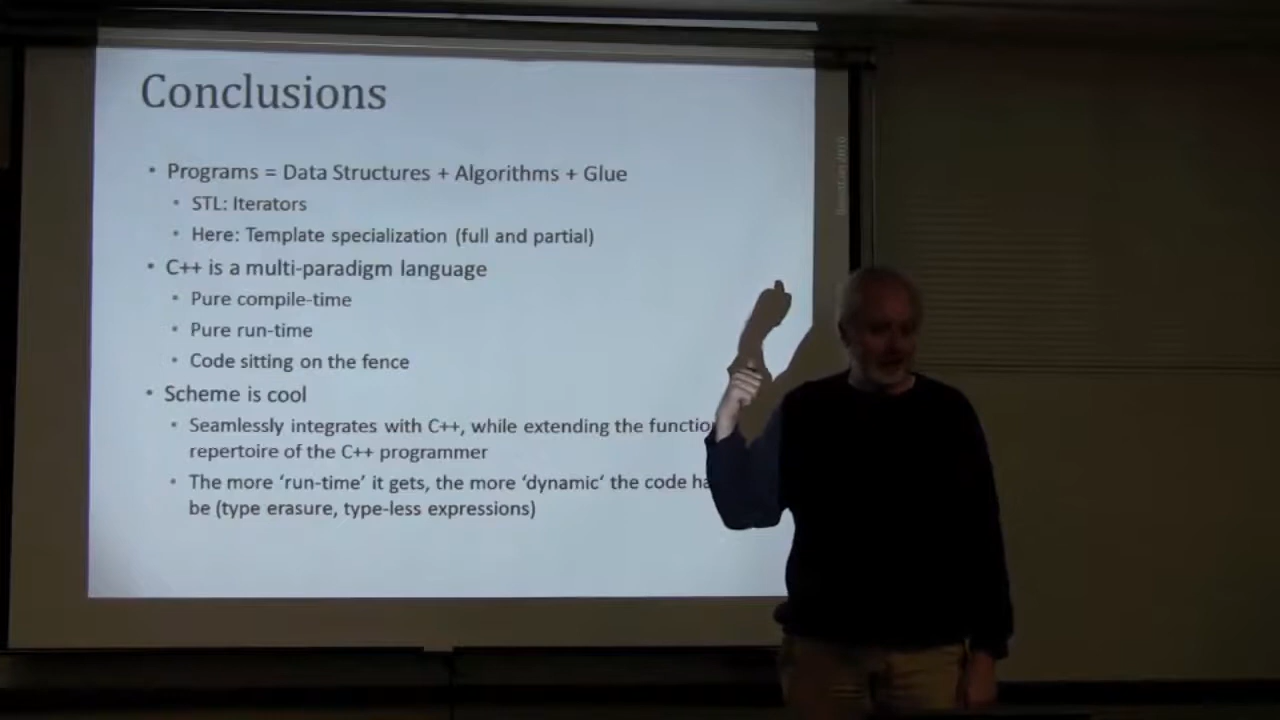 Conclusions
• Programs = Data Structures + Algorithms + Glue
• STL: Iterators
• Here: Template specialization (full and partial)
• C++ is a multi-paradigm language
• Pure compile-time
• Pure run-time
• Code sitting on the fence
• Scheme is cool
• Seamlessly integrates with C++, while extending the functio
repertoire of the C++ programmer
• The more ‘run-time’ it gets, the more ‘dynamic‘ the code ha
be (type erasure, type-less expressions)